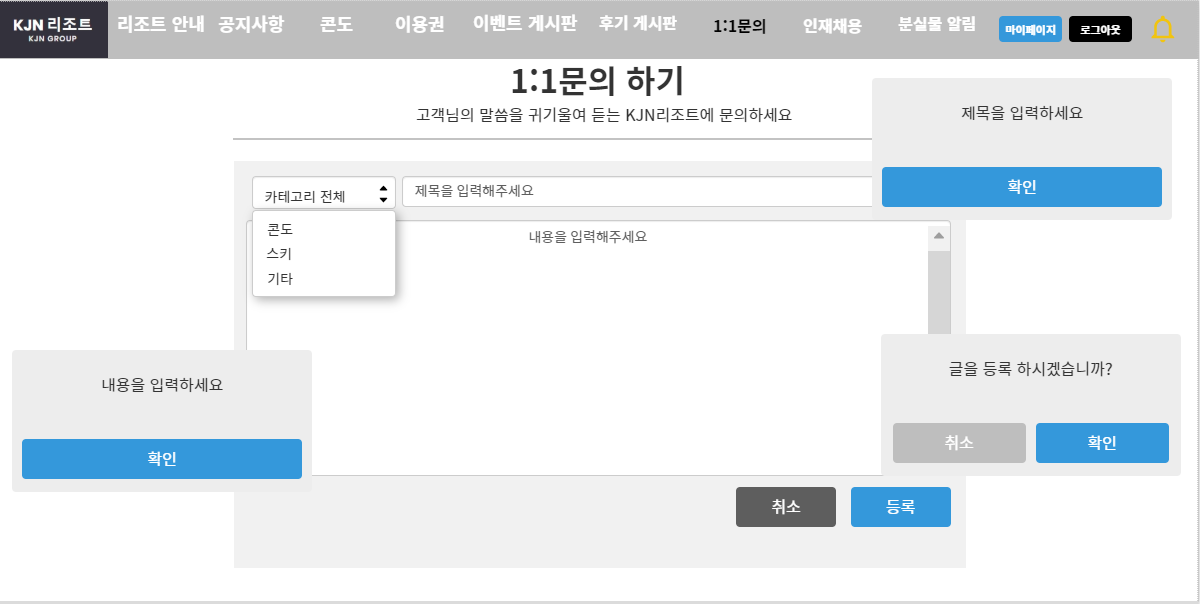 KJN 리조트
KJN GROUP
리조트 안내 공지사항 콘도 이용권 이벤트 게시판 후기 게시판 1:1문의 인재채용 분실물 알림 마이페이지 로그아웃
1:1문의 하기
고객님의 말씀을 귀기울여 듣는 KJN리조트에 문의하세요
제목을 입력하세요
확인
카테고리 전체
제목을 입력해주세요
콘도
스키
기타
내용을 입력해주세요
내용을 입력하세요
확인
글을 등록 하시겠습니까?
취소 확인
취소 등록